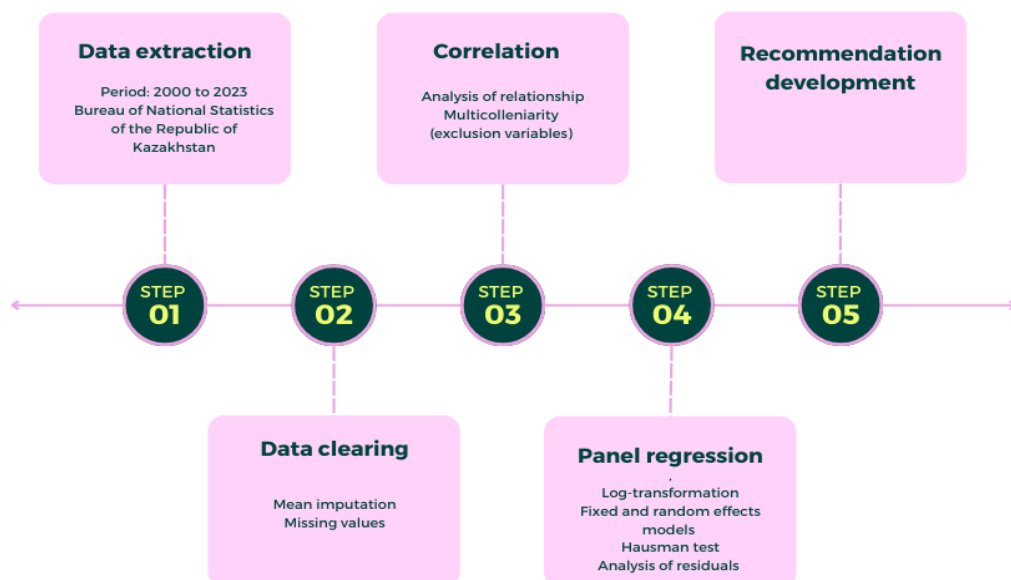 Data extraction
Period: 2000 to 2023
Bureau of National Statistics
of the Republic of
Kazakhstan
Correlation
Analysis of relationship
Multicolleniarity
(exclusion variables)
Recommendation
development
STEP
01
STEP
02
STEP
03
STEP
04
STEP
05
Data clearing
Mean imputation
Missing values
Panel regression
.
Log-transformation
Fixed and random effects
models
Hausman test
Analysis of residuals